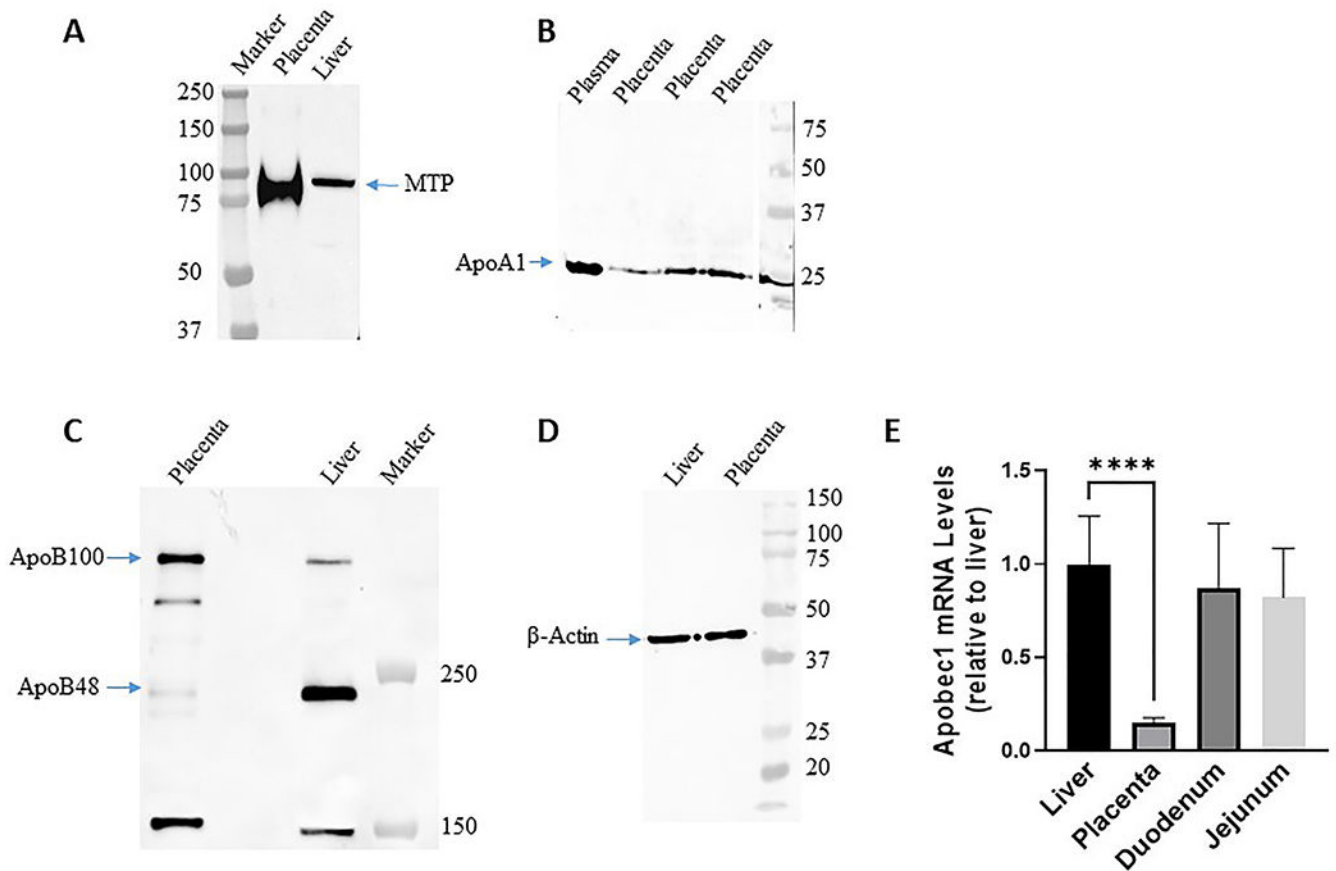 A
Marker
Placenta
Liver
250
150
100
75
50
37
MTP
B
Plasma
Placenta
Placenta
Placenta
75
50
37
25
ApoA1
C
Placenta
Liver
Marker
ApoB100
ApoB48
250
150
D
Liver
Placenta
β-Actin
150
100
75
50
37
25
20
E
Apobec1 mRNA Levels
(relative to liver)
1.5
1.0
0.5
0.0
****
Liver
Placenta
Duodenum
Jejunum